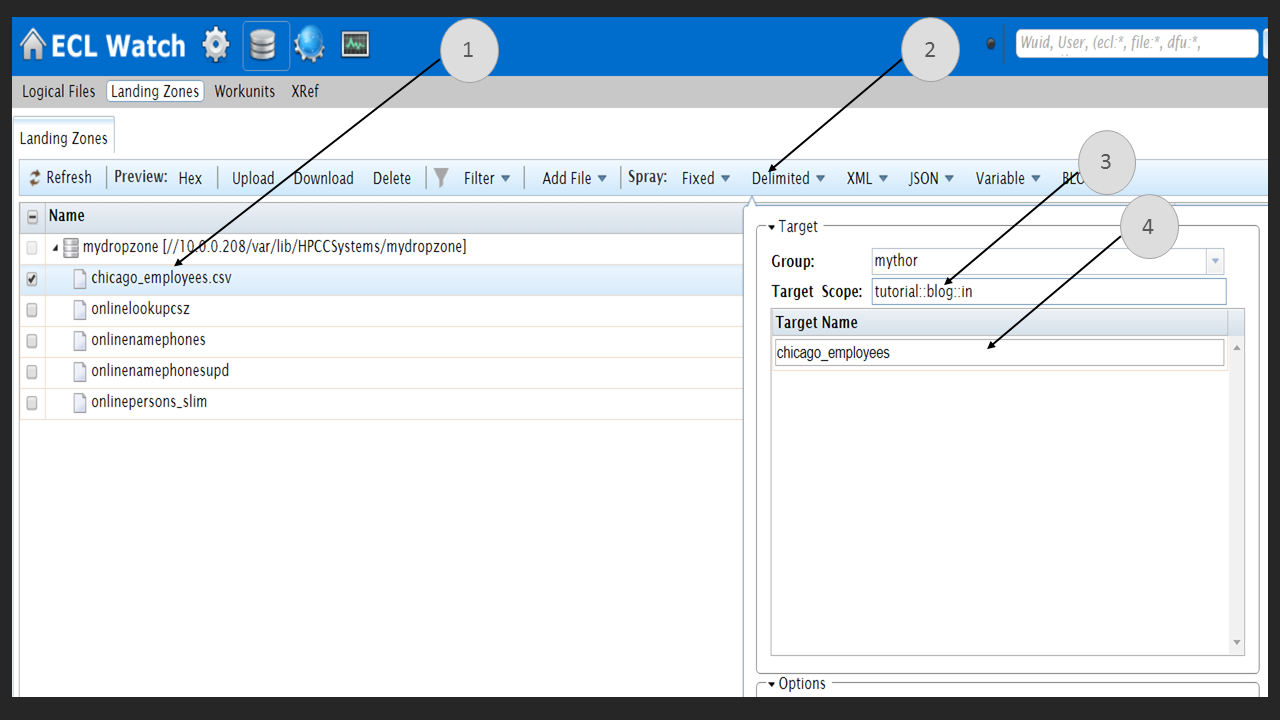 ECL Watch
1
2
Wuid, User, (ecl:*, file:*, dfu:*,
Logical Files Landing Zones Workunits XRef
Landing Zones
3
Refresh Preview: Hex Upload Download Delete Filter Add File Spray: Fixed Delimited XML JSON Variable
Name
4
Target
mydropzone [//10.0.0.208/var/lib/HPCCSystems/mydropzone]
Group: mythor
chicago_employees.csv
Target Scope: tutorial::blog::in
onlinelookupcsz
Target Name
onlinenamephones
chicago_employees
onlinenamephonesupd
onlinepersons_slim
Options